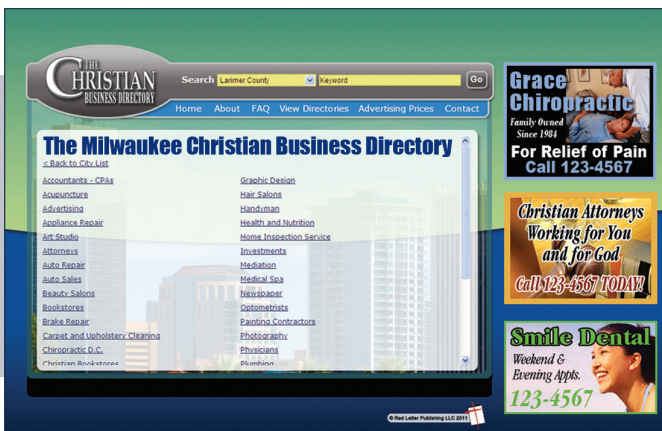 THE
CHRISTIAN
BUSINESS DIRECTORY
Search Larimer County Keyword Go
Home About FAQ View Directories Advertising Prices Contact
The Milwaukee Christian Business Directory
< Back to City List
Accountants - CPAs
Acupuncture
Advertising
Appliance Repair
Art Studio
Attorneys
Auto Repair
Auto Sales
Beauty Salons
Bookstores
Brake Repair
Carpet and Upholstery Cleaning
Chiropractic D.C.
Christian Bookstores
Graphic Design
Hair Salons
Handyman
Health and Nutrition
Home Inspection Service
Investments
Mediation
Medical Spa
Newspaper
Optometrists
Painting Contractors
Photography
Physicians
Plumbing
Grace
Chiropractic
Family Owned
Since 1984
For Relief of Pain
Call 123-4567
Christian Attorneys
Working for You
and for God
Call 123-4567 TODAY!
Smile Dental
Weekend &
Evening Appts.
123-4567
© Red Letter Publishing LLC 2011